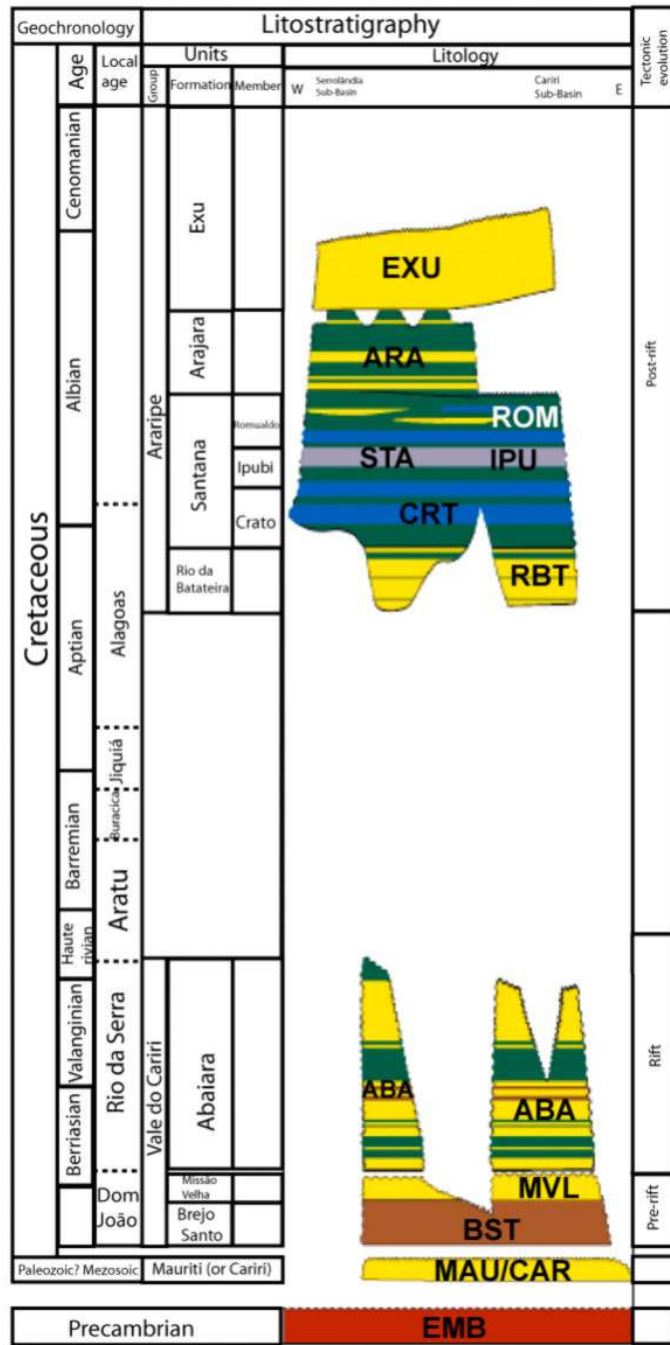 Geochronology
Litostratigraphy
Tectonic
evolution
Age
Local
age
Units
Litology
Group
Formation
Member
W
Serrolândia
Sub-Basin
Cariri
Sub-Basin
E
Cretaceous
Cenomanian
Albian
Aptian
Barremian
Haute
rivian
Valanginian
Berriasian
Alagoas
Jiquiá
Buracica
Aratu
Rio da Serra
Dom
João
Araripe
Vale do Cariri
Exu
Arajara
Santana
Romualdo
Ipubi
Crato
Rio da
Batateira
Abaiara
Missão
Velha
Brejo
Santo
EXU
ARA
ROM
STA
IPU
CRT
RBT
ABA
ABA
MVL
BST
Post-rift
Rift
Pre-rift
Paleozoic? Mezosoic
Mauriti (or Cariri)
MAU/CAR
Precambrian
EMB